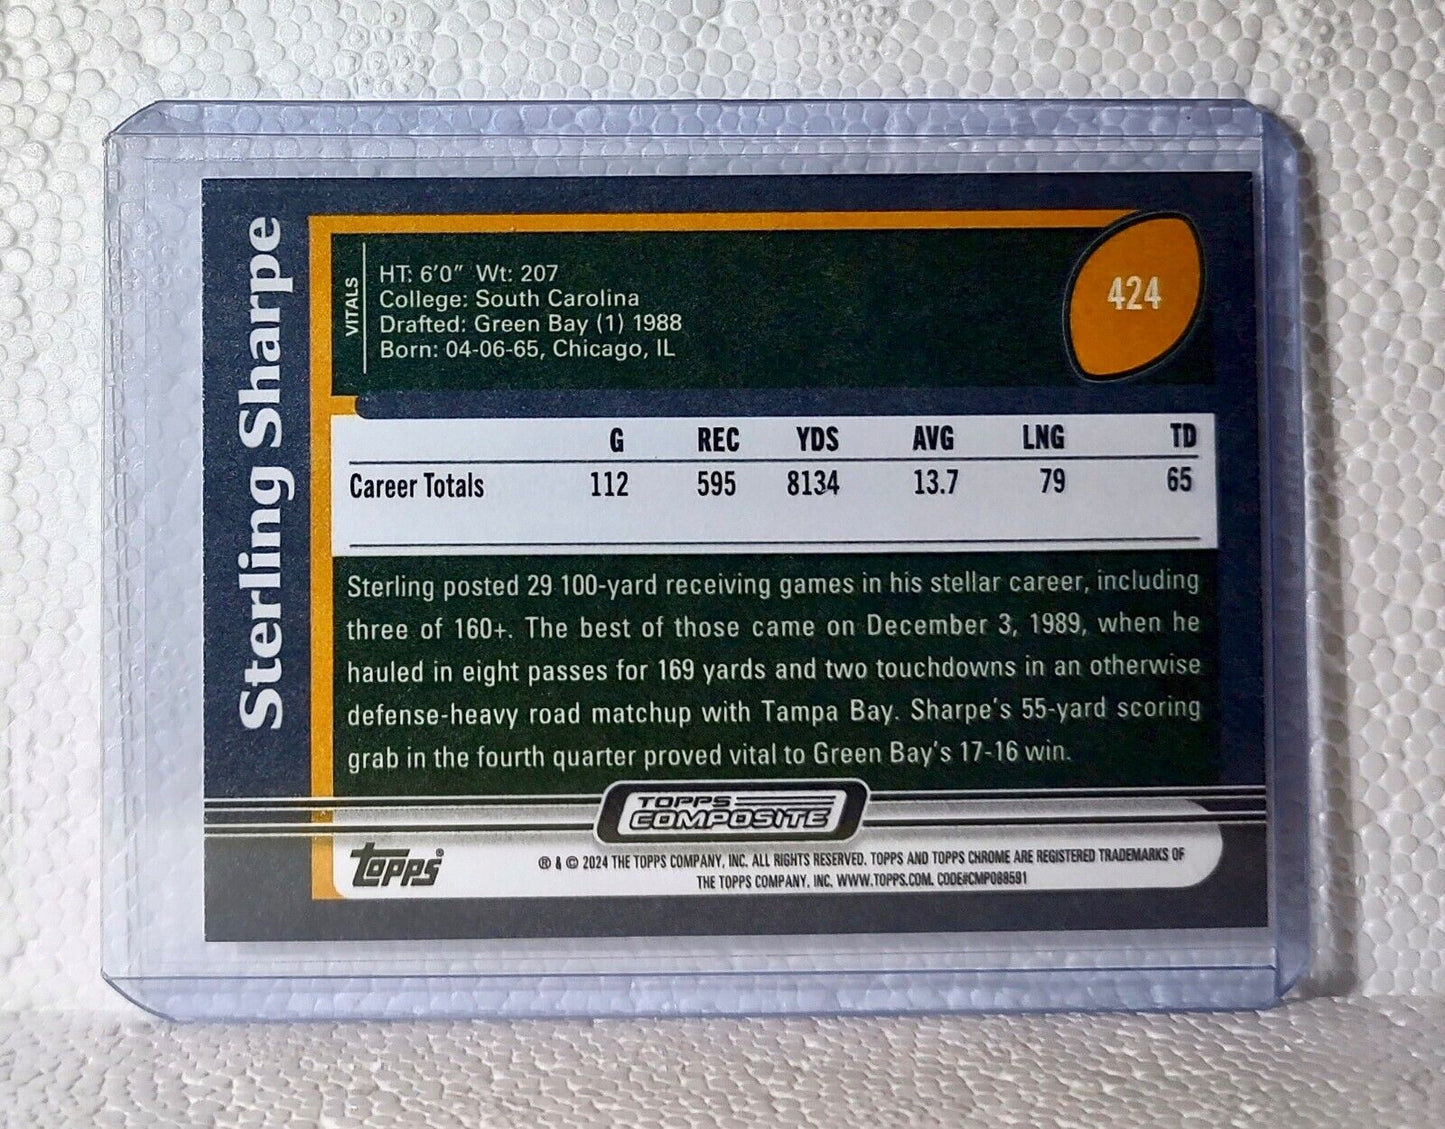 Sterling Sharpe
VITALS
HT: 6'0" Wt: 207
College: South Carolina
Drafted: Green Bay (1) 1988
Born: 04-06-65, Chicago, IL
424
G REC YDS AVG LNG TD
Career Totals 112 595 8134 13.7 79 65
Sterling posted 29 100-yard receiving games in his stellar career, including
three of 160+. The best of those came on December 3, 1989, when he
hauled in eight passes for 169 yards and two touchdowns in an otherwise
defense-heavy road matchup with Tampa Bay. Sharpe's 55-yard scoring
grab in the fourth quarter proved vital to Green Bay's 17-16 win.
TOPPS
COMPOSITE
Topps®
® & © 2024 THE TOPPS COMPANY, INC. ALL RIGHTS RESERVED. TOPPS AND TOPPS CHROME ARE REGISTERED TRADEMARKS OF
THE TOPPS COMPANY, INC. WWW.TOPPS.COM. CODE#CMP088591